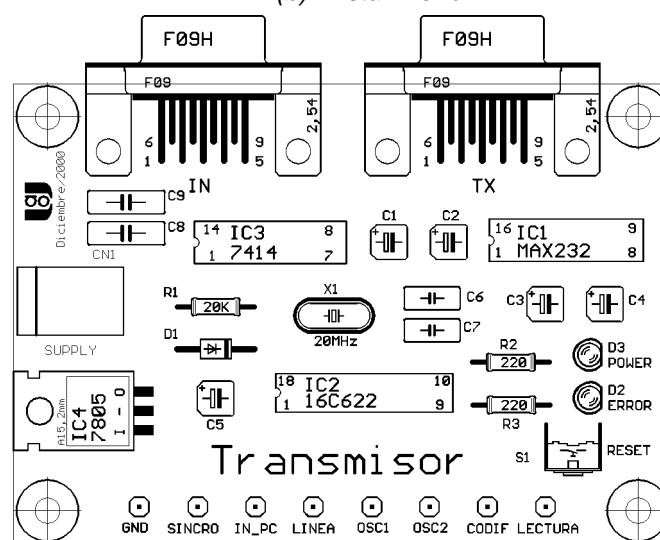 F09H
F09H
F09
F09
2,54
2,54
6
9
1
5
6
9
1
5
IN
TX
Diciembre/2000
C9
C8
CN1
14
IC3
8
1
7414
7
C1
C2
16
IC1
9
1
MAX232
8
R1
20K
X1
20MHz
C6
C7
C3
C4
SUPPLY
D1
R2
220
D3
POWER
A15,2mm
IC4
7805
I - O
C5
18
IC2
10
1
16C622
9
220
R3
D2
ERROR
Transmisor
S1
RESET
GND
SINCRO
IN_PC
LINEA
OSC1
OSC2
CODIF
LECTURA